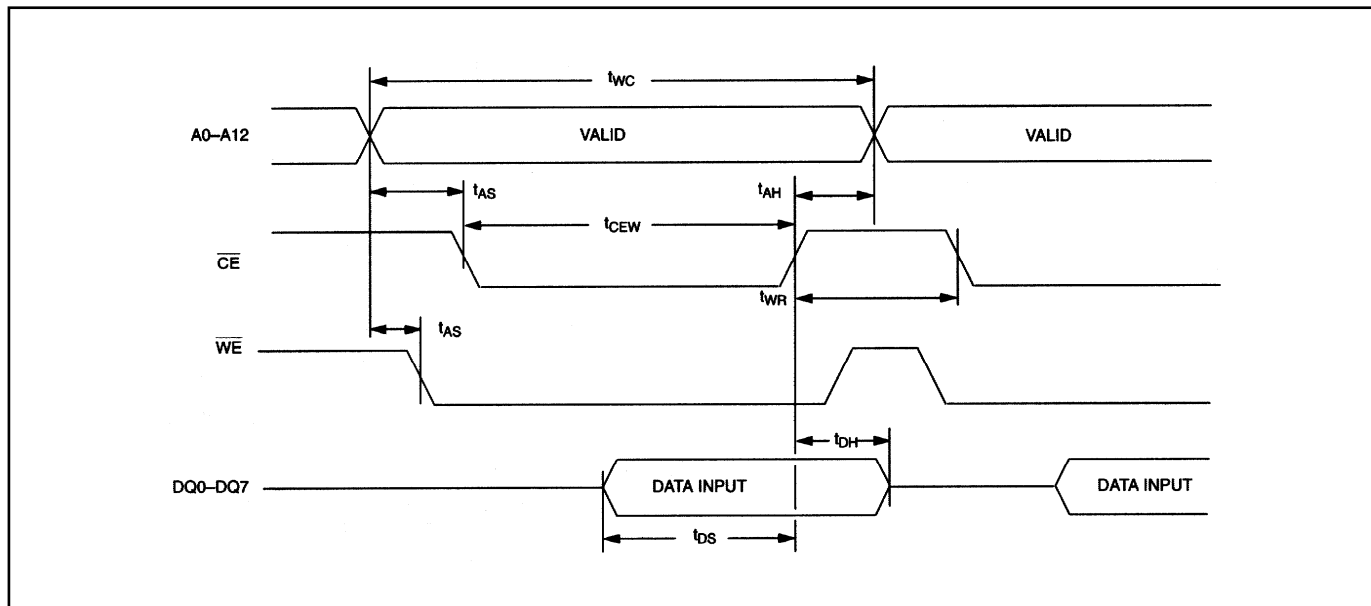 tWC
A0–A12 VALID VALID
tAS tAH
tCEW
CE
tWR
tAS
WE
tDH
DQ0–DQ7 DATA INPUT DATA INPUT
tDS